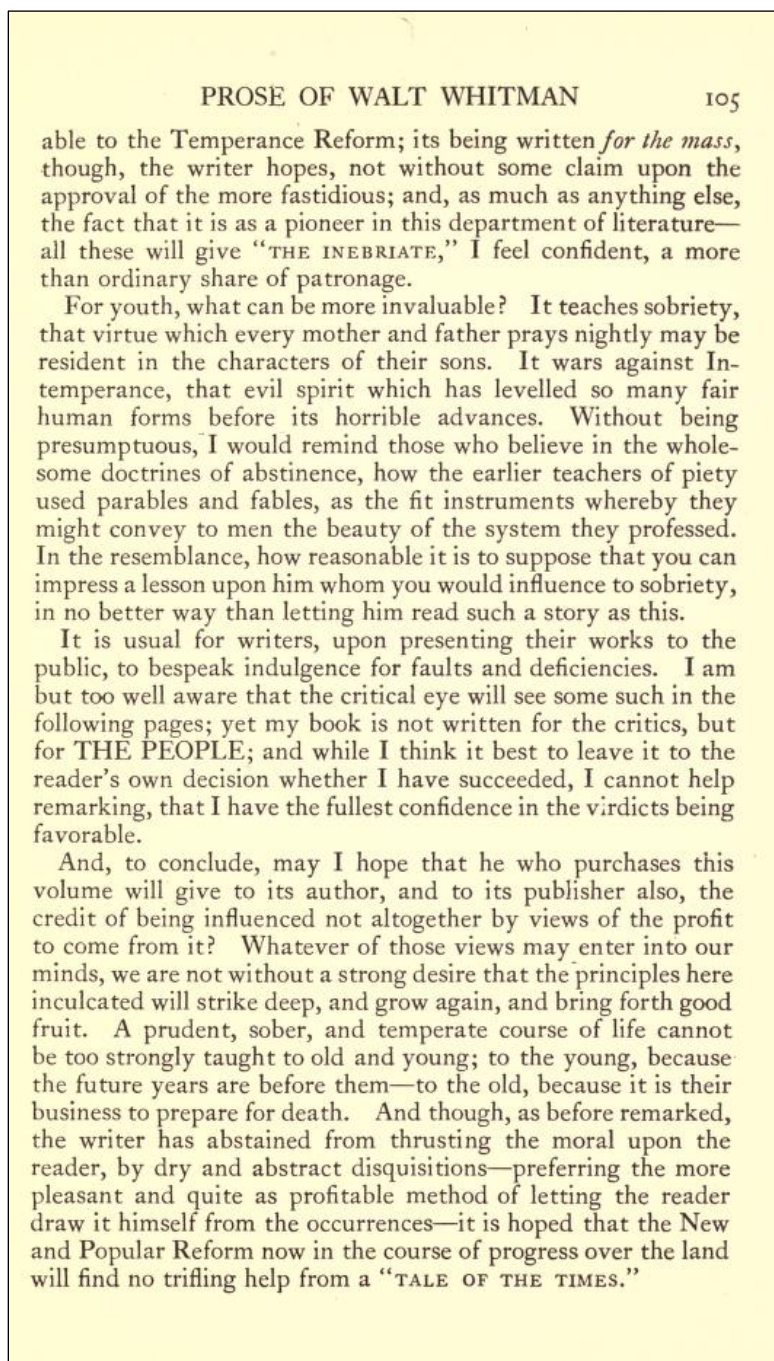 PROSE OF WALT WHITMAN 105
able to the Temperance Reform; its being written for the mass,
though, the writer hopes, not without some claim upon the
approval of the more fastidious; and, as much as anything else,
the fact that it is as a pioneer in this department of literature—
all these will give “THE INEBRIATE,” I feel confident, a more
than ordinary share of patronage.
For youth, what can be more invaluable? It teaches sobriety,
that virtue which every mother and father prays nightly may be
resident in the characters of their sons. It wars against In-
temperance, that evil spirit which has levelled so many fair
human forms before its horrible advances. Without being
presumptuous, I would remind those who believe in the whole-
some doctrines of abstinence, how the earlier teachers of piety
used parables and fables, as the fit instruments whereby they
might convey to men the beauty of the system they professed.
In the resemblance, how reasonable it is to suppose that you can
impress a lesson upon him whom you would influence to sobriety,
in no better way than letting him read such a story as this.
It is usual for writers, upon presenting their works to the
public, to bespeak indulgence for faults and deficiencies. I am
but too well aware that the critical eye will see some such in the
following pages; yet my book is not written for the critics, but
for THE PEOPLE; and while I think it best to leave it to the
reader’s own decision whether I have succeeded, I cannot help
remarking, that I have the fullest confidence in the virdicts being
favorable.
And, to conclude, may I hope that he who purchases this
volume will give to its author, and to its publisher also, the
credit of being influenced not altogether by views of the profit
to come from it? Whatever of those views may enter into our
minds, we are not without a strong desire that the principles here
inculcated will strike deep, and grow again, and bring forth good
fruit. A prudent, sober, and temperate course of life cannot
be too strongly taught to old and young; to the young, because
the future years are before them—to the old, because it is their
business to prepare for death. And though, as before remarked,
the writer has abstained from thrusting the moral upon the
reader, by dry and abstract disquisitions—preferring the more
pleasant and quite as profitable method of letting the reader
draw it himself from the occurrences—it is hoped that the New
and Popular Reform now in the course of progress over the land
will find no trifling help from a “TALE OF THE TIMES.”